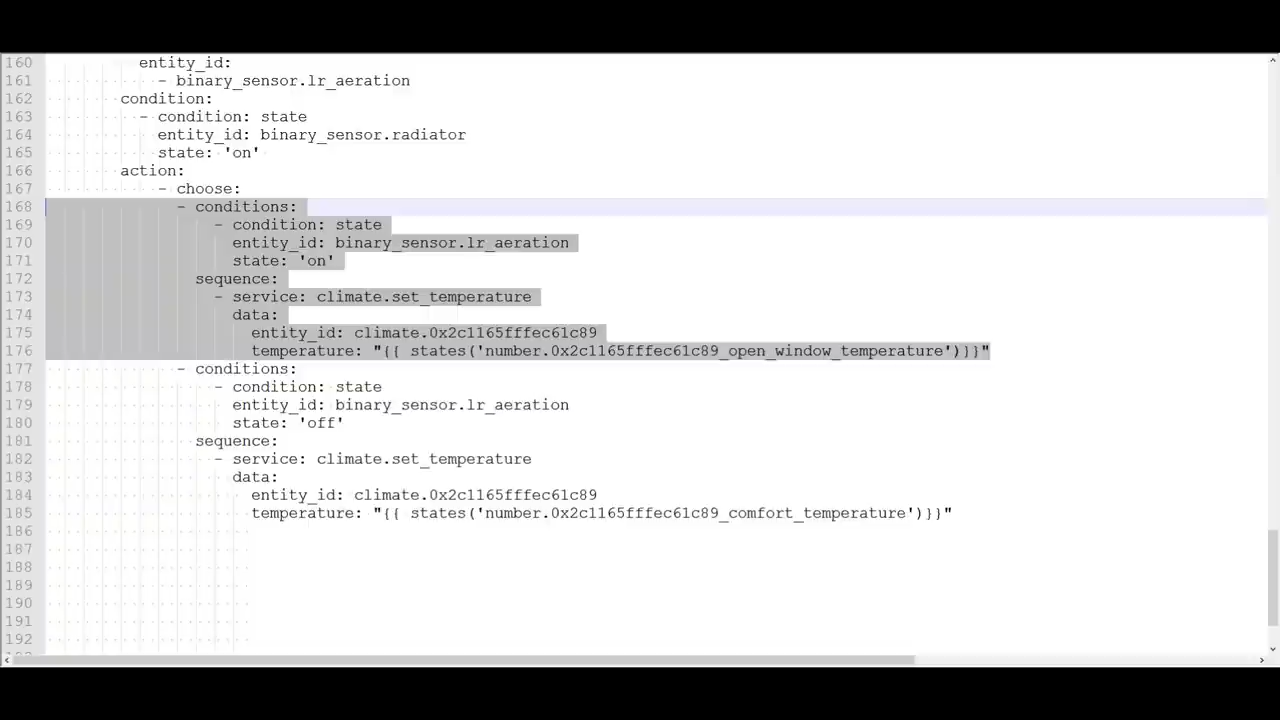 160 entity_id:
161 - binary_sensor.lr_aeration
162 condition:
163 - condition: state
164 entity_id: binary_sensor.radiator
165 state: 'on'
166 action:
167 - choose:
168 - conditions:
169 - condition: state
170 entity_id: binary_sensor.lr_aeration
171 state: 'on'
172 sequence:
173 - service: climate.set_temperature
174 data:
175 entity_id: climate.0x2c1165fffec61c89
176 temperature: "{{ states('number.0x2c1165fffec61c89_open_window_temperature')}}"
177 - conditions:
178 - condition: state
179 entity_id: binary_sensor.lr_aeration
180 state: 'off'
181 sequence:
182 - service: climate.set_temperature
183 data:
184 entity_id: climate.0x2c1165fffec61c89
185 temperature: "{{ states('number.0x2c1165fffec61c89_comfort_temperature')}}"
186
187
188
189
190
191
192